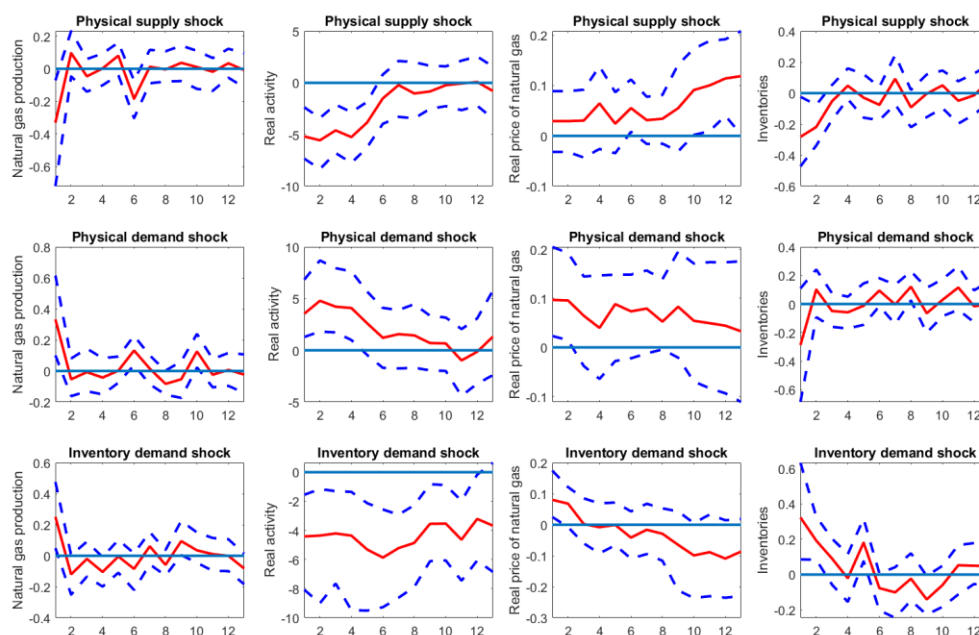 Physical supply shock
Natural gas production
0.2
0
-0.2
-0.4
-0.6
2 4 6 8 10 12
Physical supply shock
Real activity
5
0
-5
-10
2 4 6 8 10 12
Physical supply shock
Real price of natural gas
0.2
0.1
0
-0.1
2 4 6 8 10 12
Physical supply shock
Inventories
0.4
0.2
0
-0.2
-0.4
-0.6
2 4 6 8 10 12
Physical demand shock
Natural gas production
0.8
0.6
0.4
0.2
0
-0.2
2 4 6 8 10 12
Physical demand shock
Real activity
10
5
0
-5
2 4 6 8 10 12
Physical demand shock
Real price of natural gas
0.2
0.1
0
-0.1
2 4 6 8 10 12
Physical demand shock
Inventories
0.4
0.2
0
-0.2
-0.4
-0.6
2 4 6 8 10 12
Inventory demand shock
Natural gas production
0.6
0.4
0.2
0
-0.2
-0.4
2 4 6 8 10 12
Inventory demand shock
Real activity
0
-2
-4
-6
-8
-10
2 4 6 8 10 12
Inventory demand shock
Real price of natural gas
0.2
0.1
0
-0.1
-0.2
-0.3
2 4 6 8 10 12
Inventory demand shock
Inventories
0.6
0.4
0.2
0
-0.2
2 4 6 8 10 12